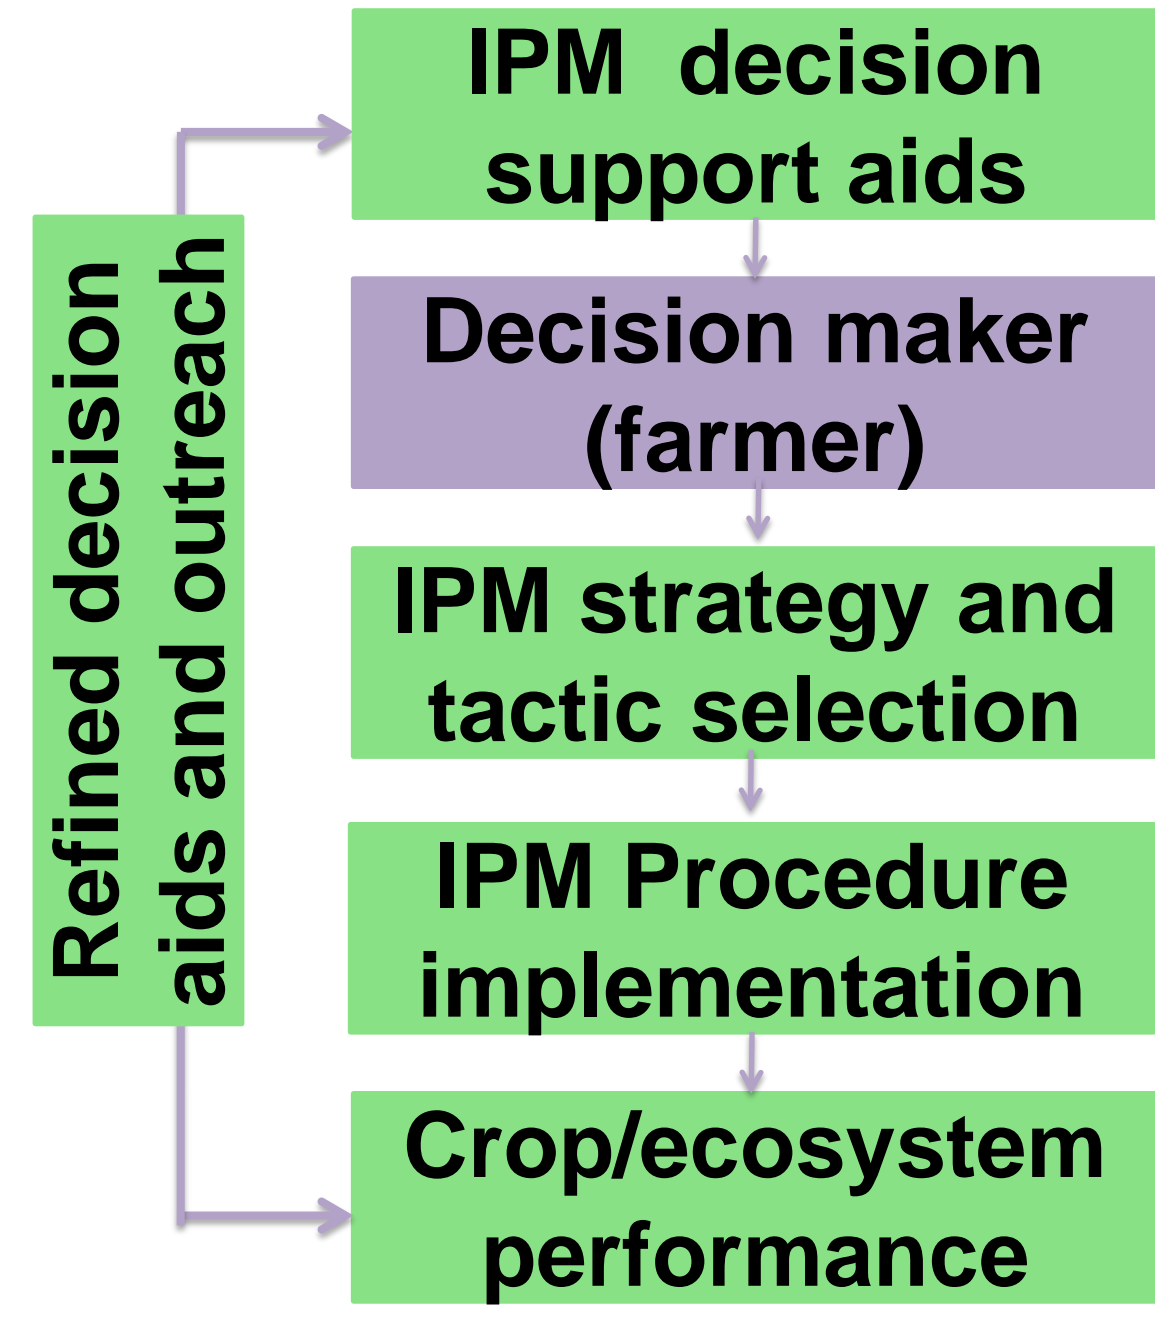 IPM decision
support aids
Decision maker
(farmer)
IPM strategy and
tactic selection
IPM Procedure
implementation
Crop/ecosystem
performance
Refined decision
aids and outreach